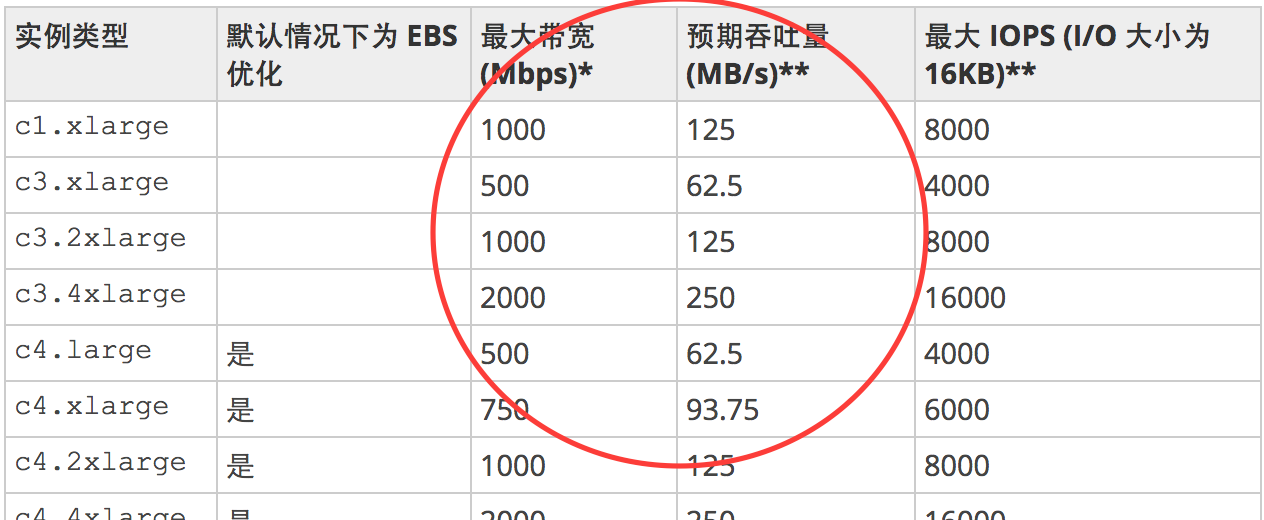 实例类型 默认情况下为 EBS 优化 最大带宽 (Mbps)* 预期吞吐量 (MB/s)** 最大 IOPS (I/O 大小为 16KB)**
c1.xlarge 1000 125 8000
c3.xlarge 500 62.5 4000
c3.2xlarge 1000 125 8000
c3.4xlarge 2000 250 16000
c4.large 是 500 62.5 4000
c4.xlarge 是 750 93.75 6000
c4.2xlarge 是 1000 125 8000
c4.4xlarge 是 2000 250 16000